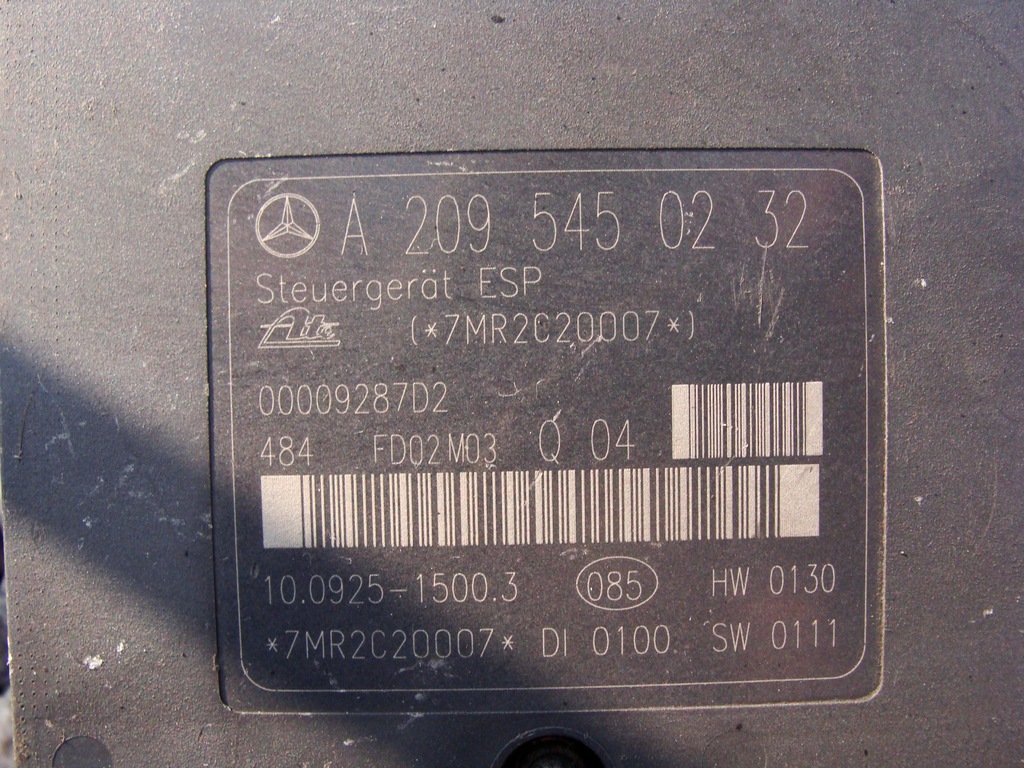 A 209 545 02 32
Steuergerät ESP
Ate (*7MR2C20007*)
00009287D2
484 FD02M03 Q 04
10.0925-1500.3 085 HW 0130
*7MR2C20007* DI 0100 SW 0111